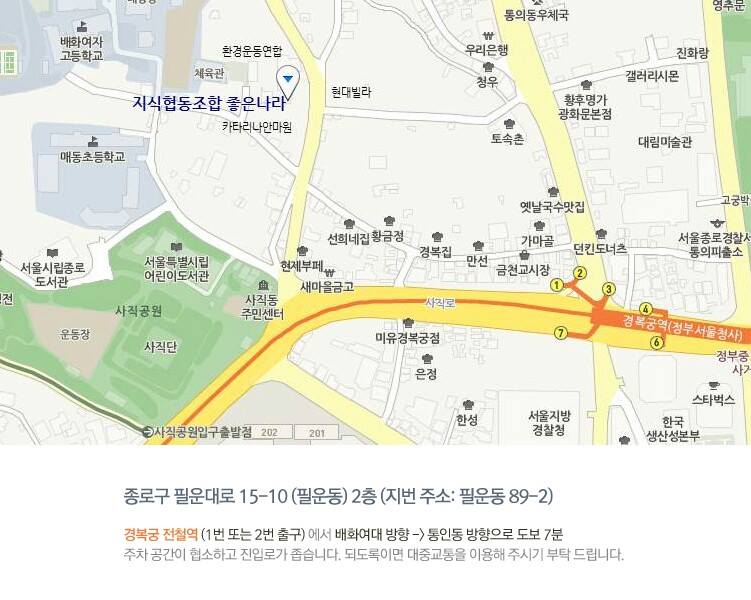 통의동우체국
영추문
배화여자
고등학교
환경운동연합
우리은행
진화랑
체육관
청우
갤러리시몬
지식협동조합 좋은나라
현대빌라
황후명가
광화문본점
카타리나안마원
토속촌
대림미술관
매동초등학교
옛날국수맛집
고궁박
선희네집
황금정
가마골
경복집
만선
던킨도너츠
서울종로경찰서
통의파출소
서울시립종로
도서관
서울특별시립
어린이도서관
현제부페
금천교시장
새마을금고
사직동
주민센터
1
2
3
4
사직공원
사직로
경복궁역(정부서울청사)
운동장
사직단
미유경복궁점
7
6
정부중
사거
은정
스타벅스
한성
서울지방
경찰청
한국
생산성본부
사직공원입구출발점
202
201
종로구 필운대로 15-10 (필운동) 2층 (지번 주소: 필운동 89-2)
경복궁 전철역 (1번 또는 2번 출구) 에서 배화여대 방향 -> 통인동 방향으로 도보 7분
주차 공간이 협소하고 진입로가 좁습니다. 되도록이면 대중교통을 이용해 주시기 부탁 드립니다.